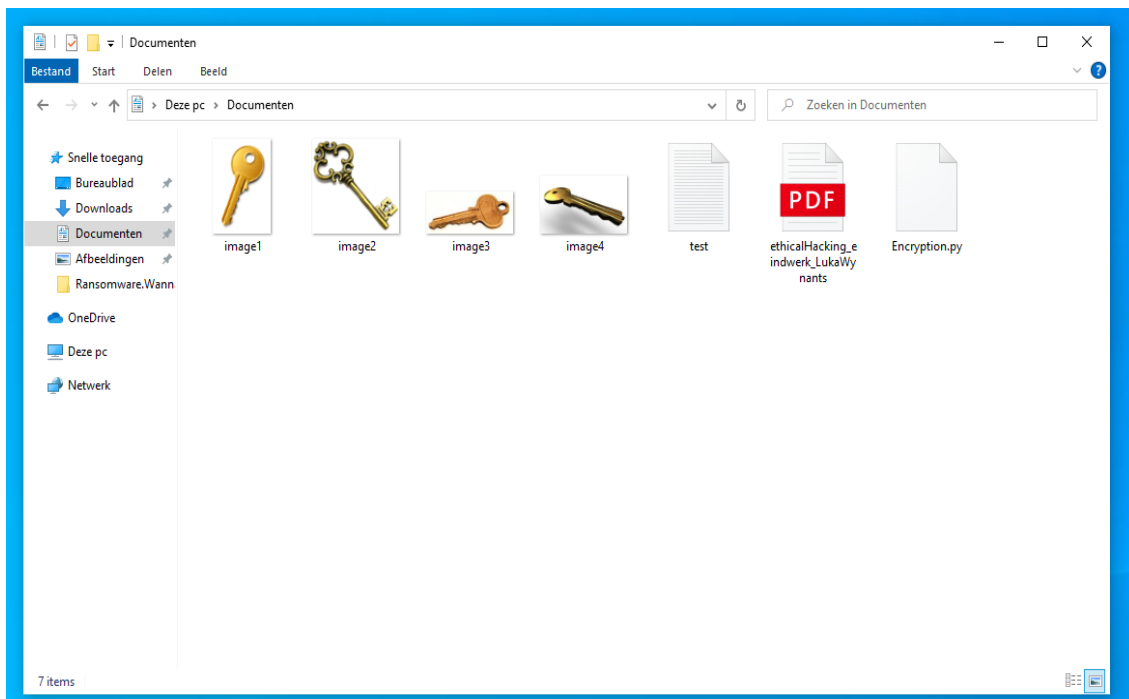 Documenten
Bestand Start Delen Beeld
Deze pc Documenten
Zoeken in Documenten
Snelle toegang
Bureaublad
Downloads
Documenten
Afbeeldingen
Ransomware.Wann
OneDrive
Deze pc
Netwerk
image1 image2 image3 image4 test
PDF
ethicalHacking_e
indwerk_LukaWy
nants
Encryption.py
7 items